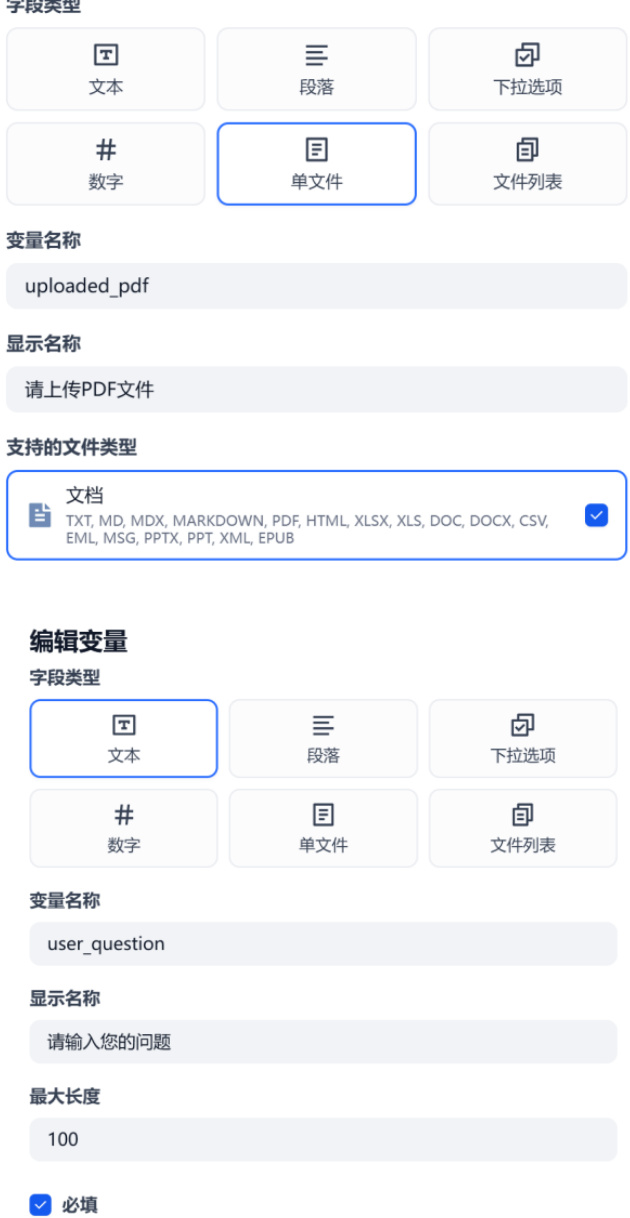 字段类型
文本
段落
下拉选项
数字
单文件
文件列表
变量名称
uploaded_pdf
显示名称
请上传PDF文件
支持的文件类型
文档
TXT, MD, MDX, MARKDOWN, PDF, HTML, XLSX, XLS, DOC, DOCX, CSV,
EML, MSG, PPTX, PPT, XML, EPUB
编辑变量
字段类型
文本
段落
下拉选项
数字
单文件
文件列表
变量名称
user_question
显示名称
请输入您的问题
最大长度
100
必填